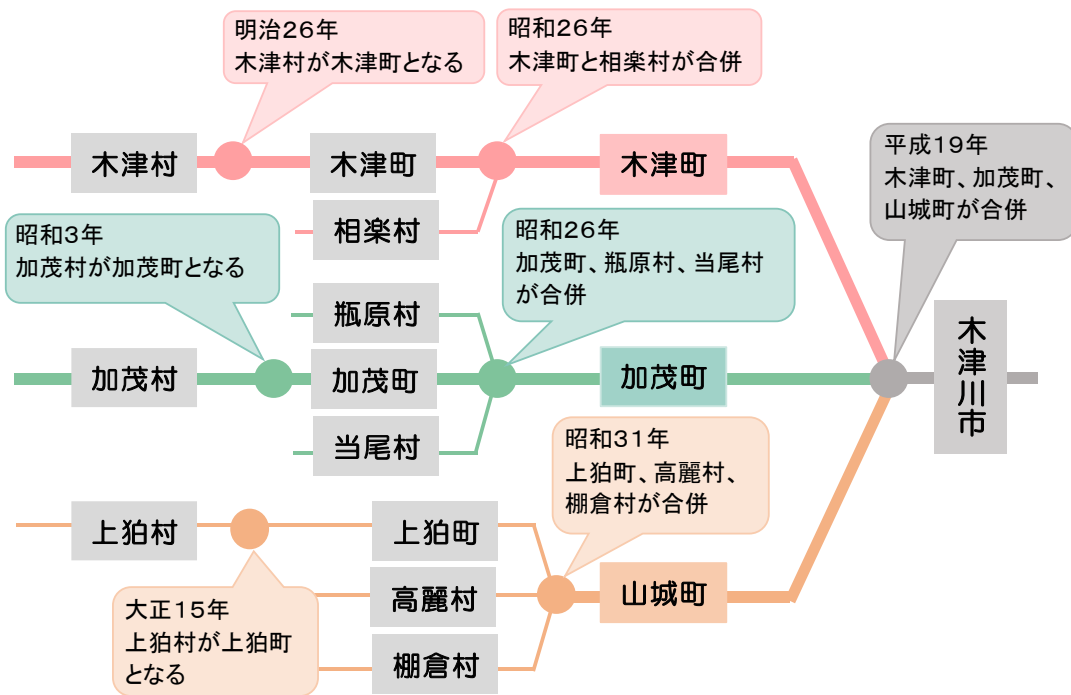 明治26年
木津村が木津町となる
昭和26年
木津町と相楽村が合併
平成19年
木津町、加茂町、
山城町が合併
木津村
木津町
木津町
相楽村
昭和3年
加茂村が加茂町となる
昭和26年
加茂町、瓶原村、当尾村
が合併
瓶原村
加茂村
加茂町
加茂町
木津川市
当尾村
昭和31年
上狛町、高麗村、
棚倉村が合併
上狛村
上狛町
高麗村
山城町
大正15年
上狛村が上狛町
となる
棚倉村